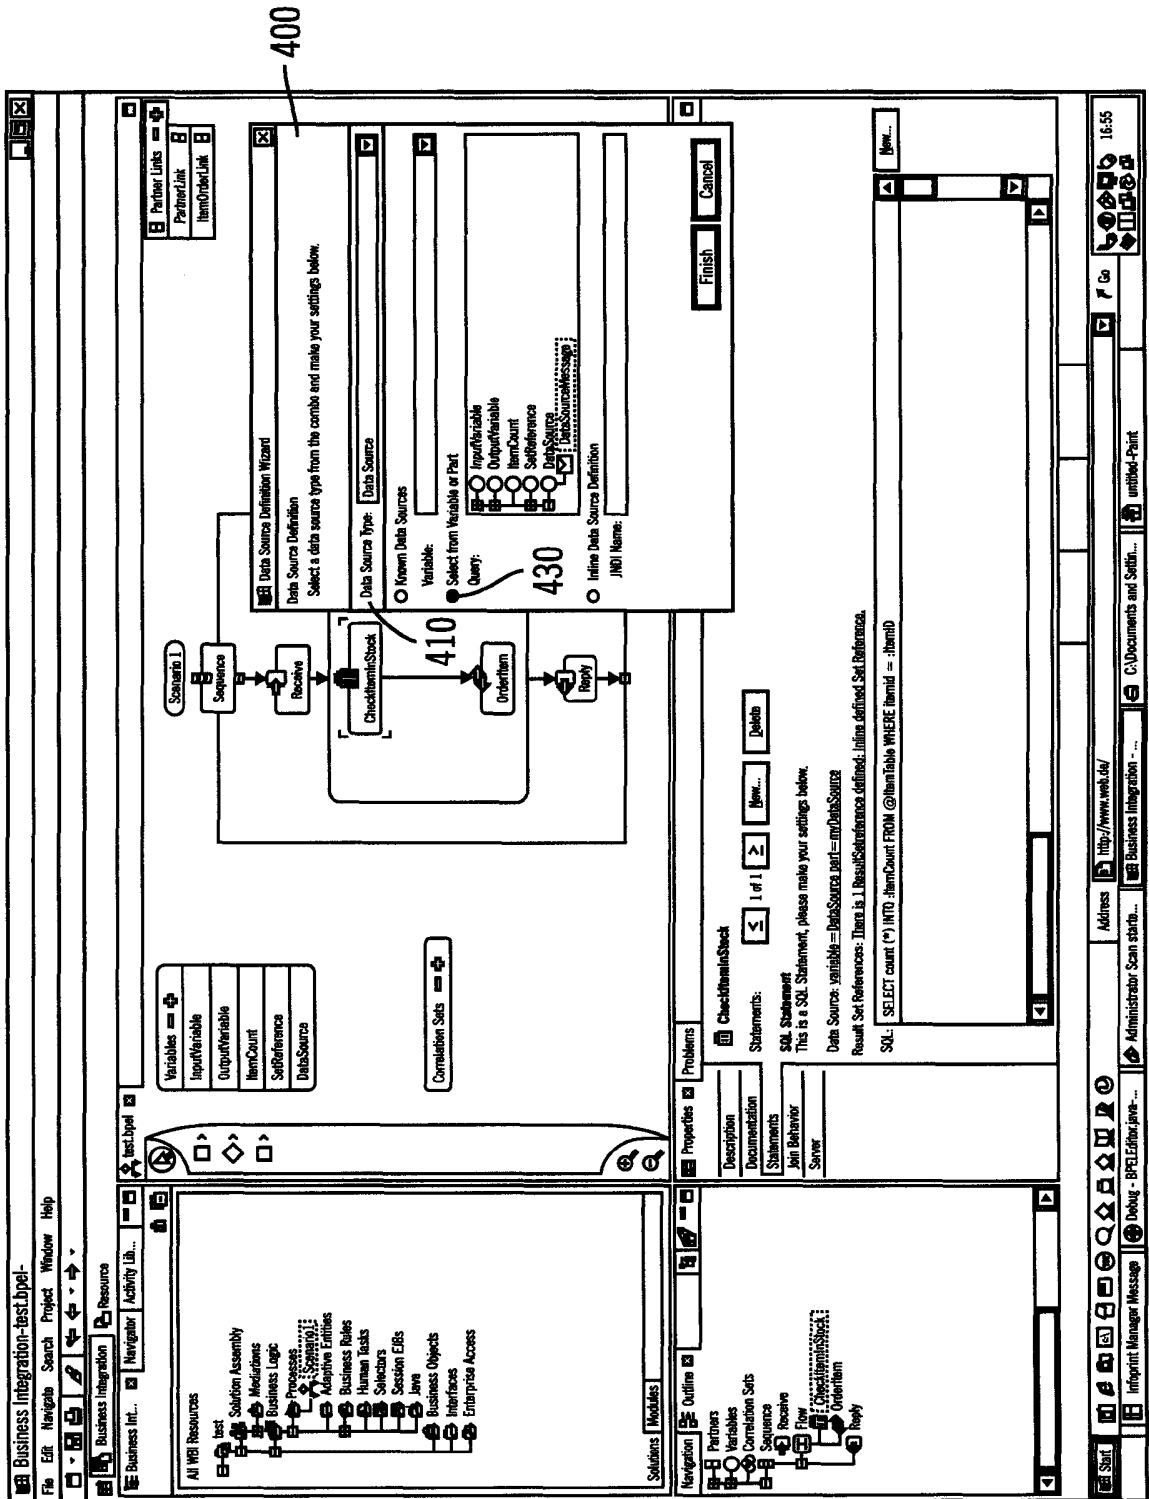 Business Integration-test.bpel-
File Edit Navigate Search Project Window Help
Business Integration Resource
Business Int... Navigator Activity Lib...
All WBI Resources
test
Solution Assembly
Mediations
Business Logic
Processes
Scenario1
Adaptive Entities
Business Rules
Human Tasks
Selectors
Session EJBs
Java
Business Objects
Interfaces
Enterprise Access
Solutions Modules
Navigation Outline
Partners
Variables
Correlation Sets
Sequence
Receive
Flow
CheckItemInStock
OrderItem
Reply
test.bpel
Variables
InputVariable
OutputVariable
ItemCount
SetReference
DataSource
Correlation Sets
Scenario 1
Sequence
Receive
CheckItemInStock
OrderItem
Reply
Partner Links
PartnerLink
ItemOrderLink
400
Data Source Definition Wizard
Data Source Definition
Select a data source type from the combo and make your settings below.
Data Source Type: Data Source
410
Known Data Sources
Variable:
Select from Variable or Part
430
Query:
InputVariable
OutputVariable
ItemCount
SetReference
DataSource
DataSourceMessage
Inline Data Source Definition
JNDI Name:
Finish Cancel
Properties Problems
Description
Documentation
Statements
Join Behavior
Server
CheckItemInStock
Statements: < 1 of 1 > New... Delete
SQL Statement
This is a SQL Statement, please make your settings below.
Data Source: variable=DataSource part=myDataSource
Result Set References: There is 1 ResultSetreference defined: Inline defined Set Reference.
SQL: SELECT count (*) INTO :ItemCount FROM @ItemTable WHERE itemid = :ItemID
New...
Start
Address http://www.web.de/ Go 16:55
Infoprint Manager Message Debug - BPELEditor.java-... Administrator Scan starte... Business Integration - ... C:\Documents and Settin... untitled-Paint